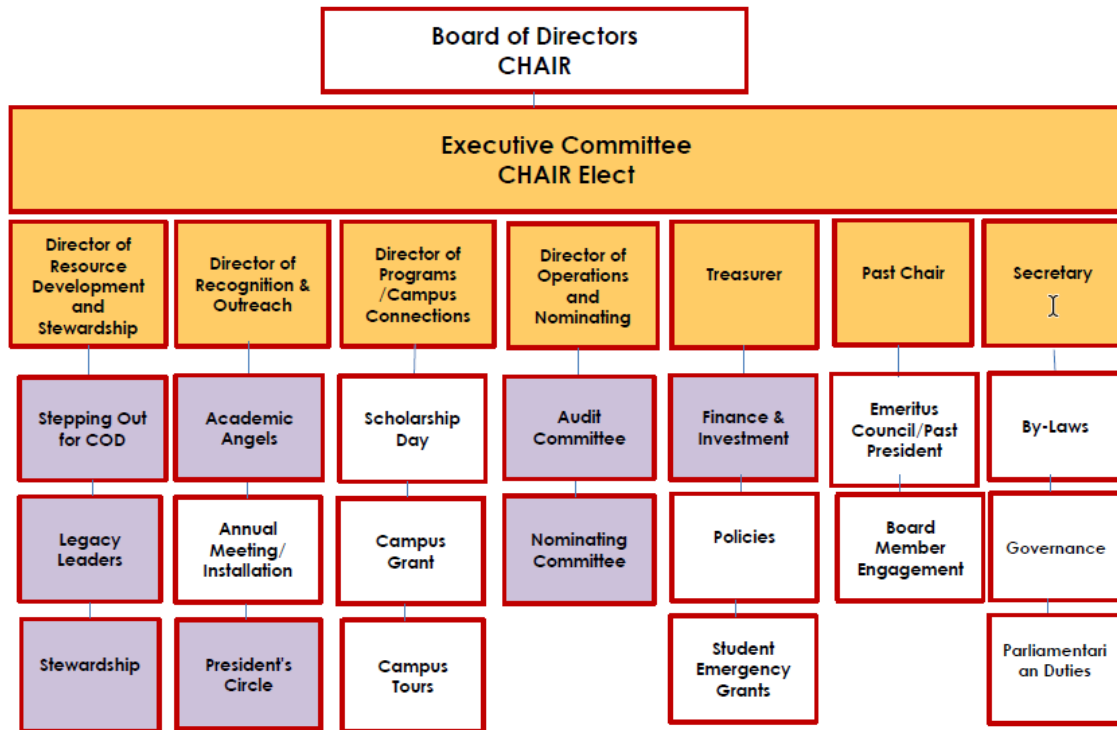 Board of Directors
CHAIR
Executive Committee
CHAIR Elect
Director of
Resource
Development
and
Stewardship
Director of
Recognition &
Outreach
Director of
Programs
/Campus
Connections
Director of
Operations
and
Nominating
Treasurer
Past Chair
Secretary
Stepping Out
for COD
Academic
Angels
Scholarship
Day
Audit
Committee
Finance &
Investment
Emeritus
Council/Past
President
By-Laws
Legacy
Leaders
Annual
Meeting/
Installation
Campus
Grant
Nominating
Committee
Policies
Board
Member
Engagement
Governance
Stewardship
President's
Circle
Campus
Tours
Student
Emergency
Grants
Parliamentari
an Duties